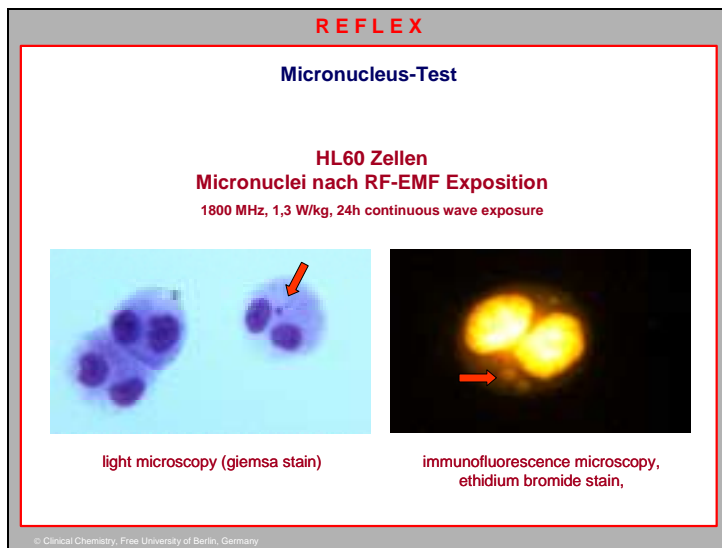 R E F L E X
Micronucleus-Test
HL60 Zellen
Micronuclei nach RF-EMF Exposition
1800 MHz, 1,3 W/kg, 24h continuous wave exposure
light microscopy (giemsa stain)
immunofluorescence microscopy,
ethidium bromide stain,
© Clinical Chemistry, Free University of Berlin, Germany